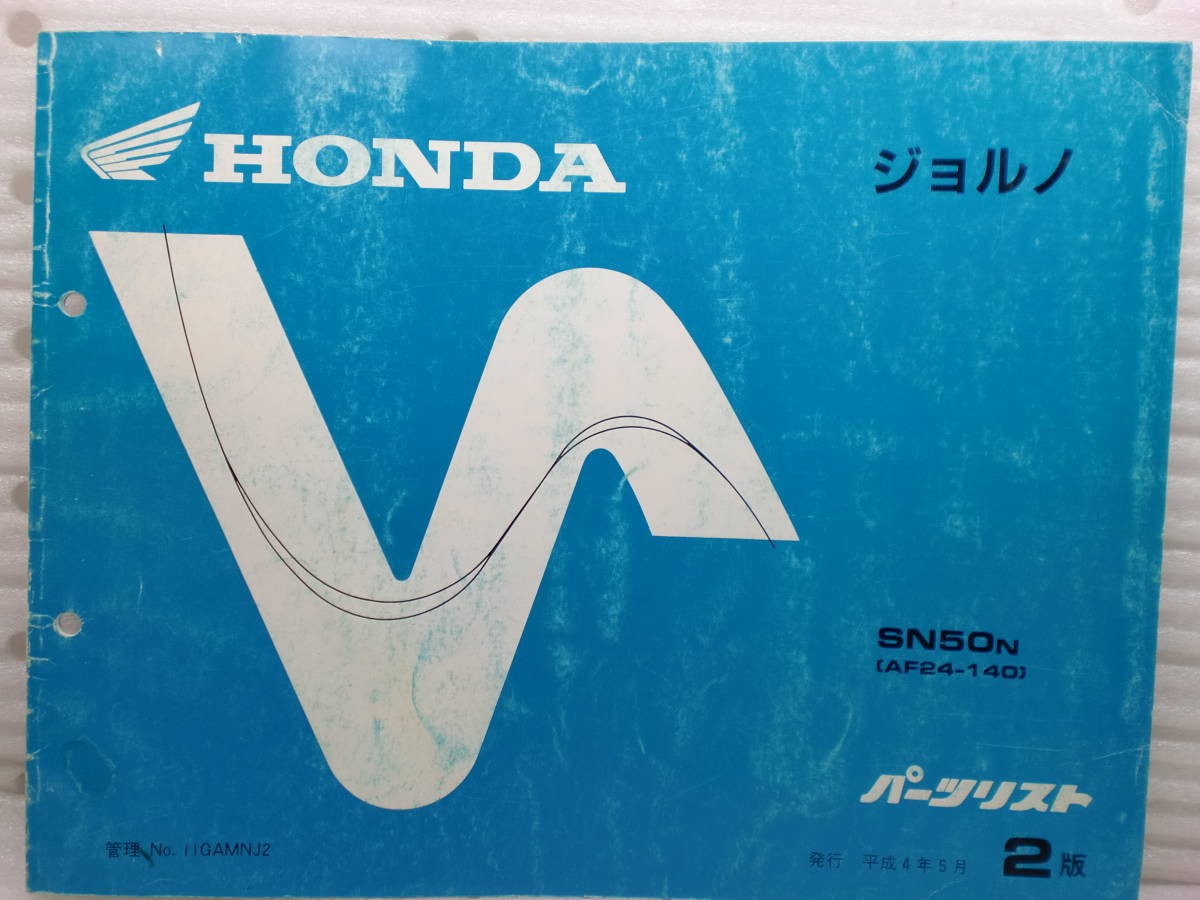 HONDA
ジョルノ
SN50N
(AF24-140)
パーツリスト
管理 No. 11GAMNJ2
発行 平成4年5月 2版